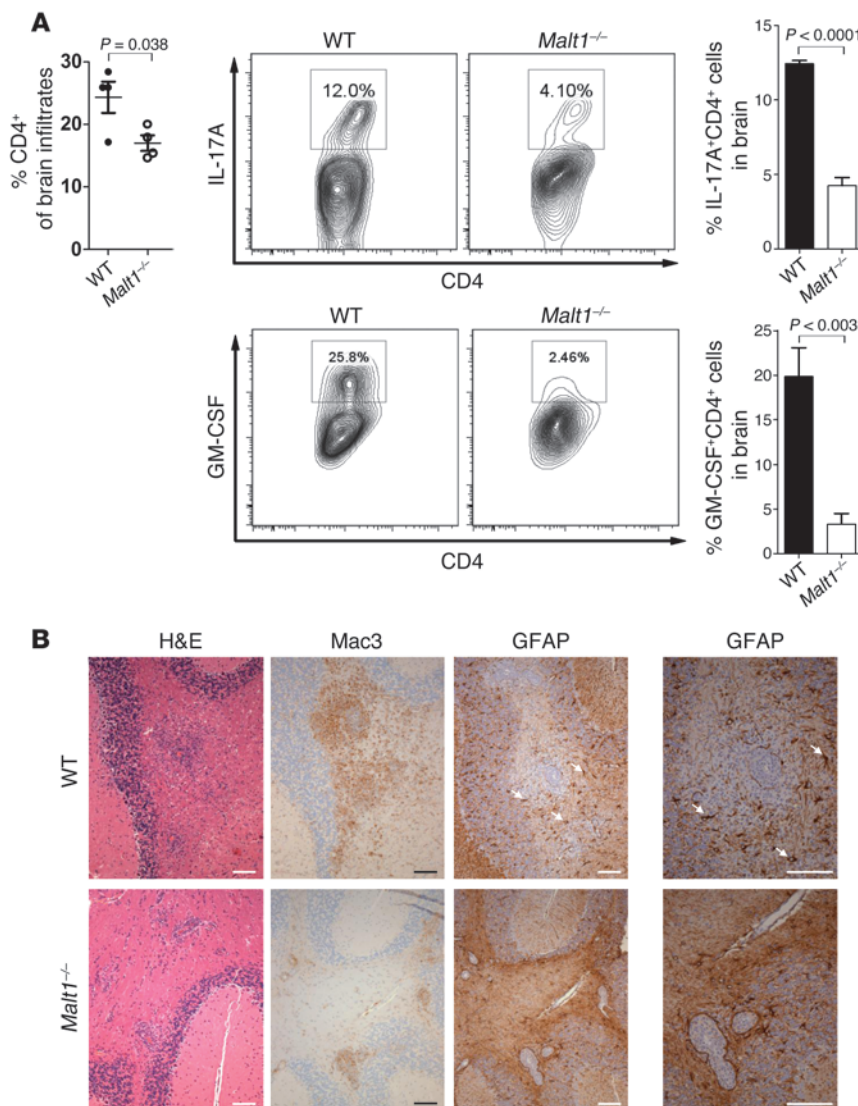 A
P = 0.038
% CD4⁺
of brain infiltrates
30
20
10
0
WT
Malt1⁻/⁻
WT
Malt1⁻/⁻
12.0%
4.10%
IL-17A
CD4
P < 0.0001
% IL-17A⁺CD4⁺ cells
in brain
15
10
5
0
WT
Malt1⁻/⁻
WT
Malt1⁻/⁻
25.8%
2.46%
GM-CSF
CD4
P < 0.003
% GM-CSF⁺CD4⁺ cells
in brain
25
20
15
10
5
0
WT
Malt1⁻/⁻
B
H&E
Mac3
GFAP
GFAP
WT
Malt1⁻/⁻